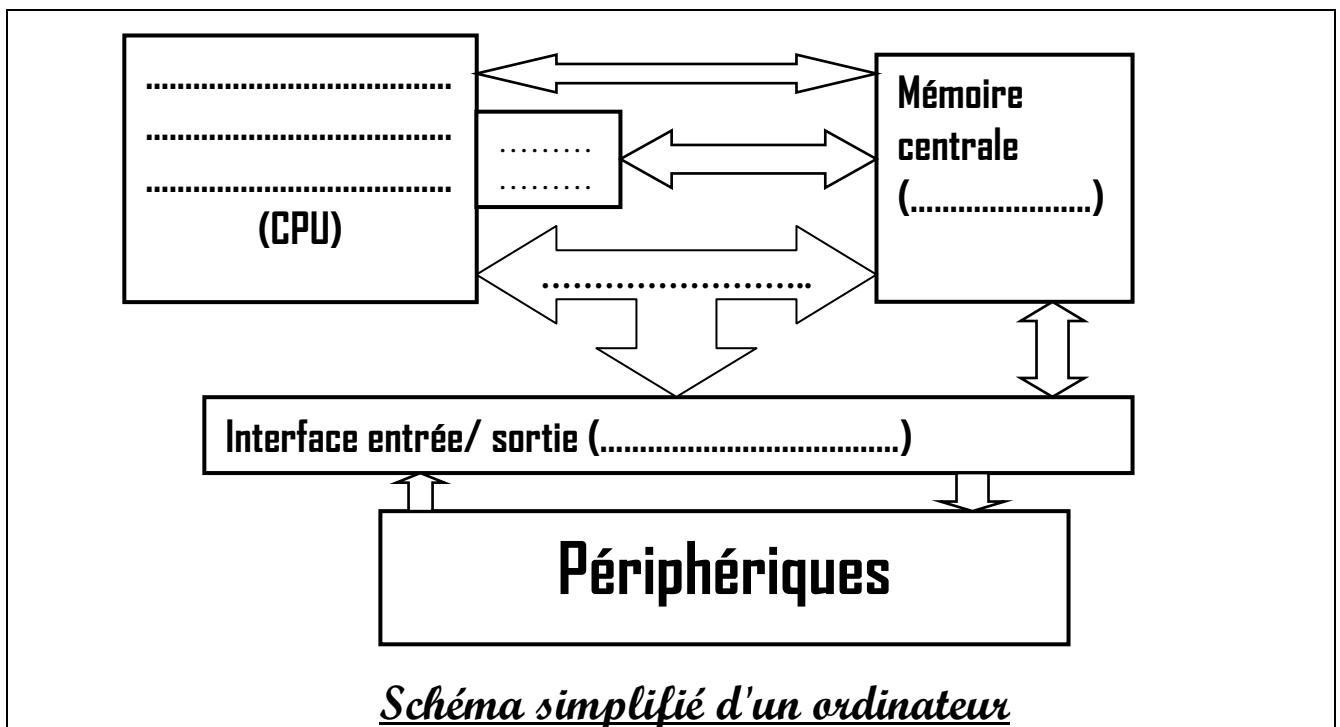 .......................................
.......................................
.......................................
(CPU)
.........
.........
Mémoire
centrale
(.......................)
...........................
Interface entrée/ sortie (.....................................)
Périphériques
Schéma simplifié d'un ordinateur